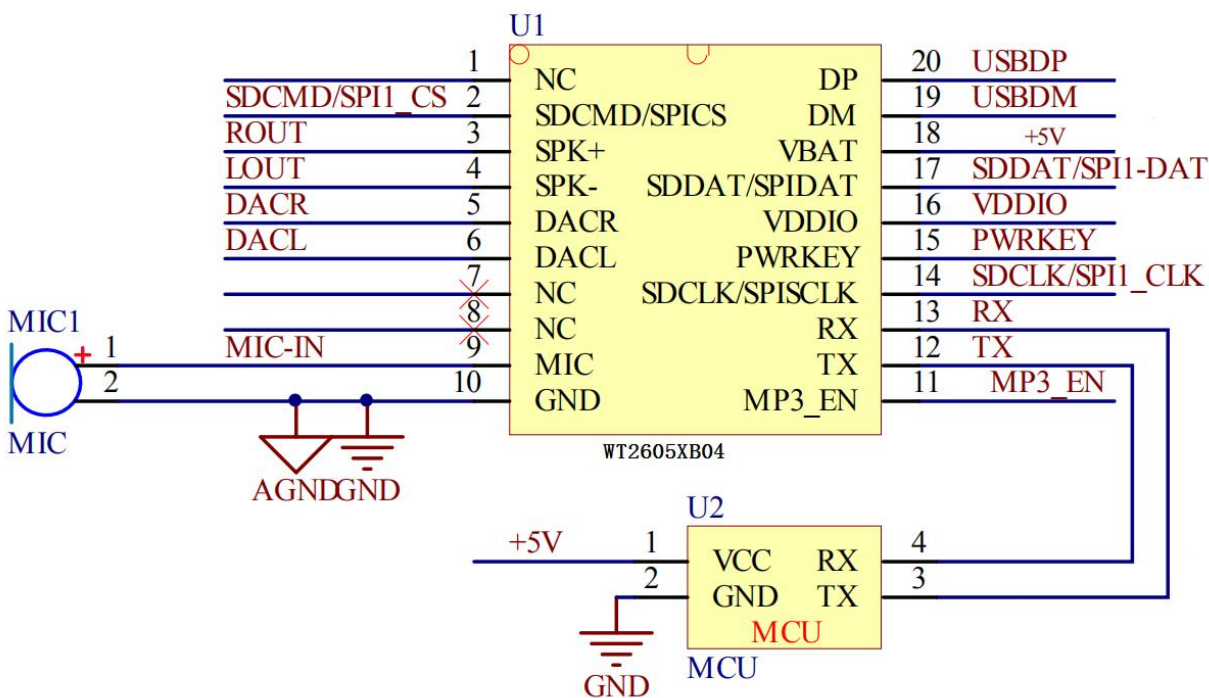 U1
1 NC DP 20 USBDP
SDCMD/SPI1_CS 2 SDCMD/SPICS DM 19 USBDM
ROUT 3 SPK+ VBAT 18 +5V
LOUT 4 SPK- SDDAT/SPIDAT 17 SDDAT/SPI1-DAT
DACR 5 DACR VDDIO 16 VDDIO
DACL 6 DACL PWRKEY 15 PWRKEY
7 NC SDCLK/SPISCLK 14 SDCLK/SPI1_CLK
8 NC RX 13 RX
MIC1
+ 1 MIC-IN 9 MIC TX 12 TX
2 10 GND MP3_EN 11 MP3_EN
MIC
WT2605XB04
AGND GND
U2
+5V 1 VCC RX 4
2 GND TX 3
MCU
MCU
GND